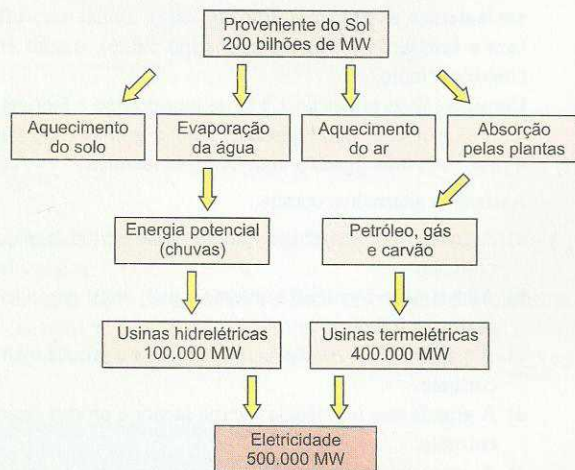 Proveniente do Sol
200 bilhões de MW
Aquecimento
do solo
Evaporação
da água
Aquecimento
do ar
Absorção
pelas plantas
Energia potencial
(chuvas)
Petróleo, gás
e carvão
Usinas hidrelétricas
100.000 MW
Usinas termelétricas
400.000 MW
Eletricidade
500.000 MW